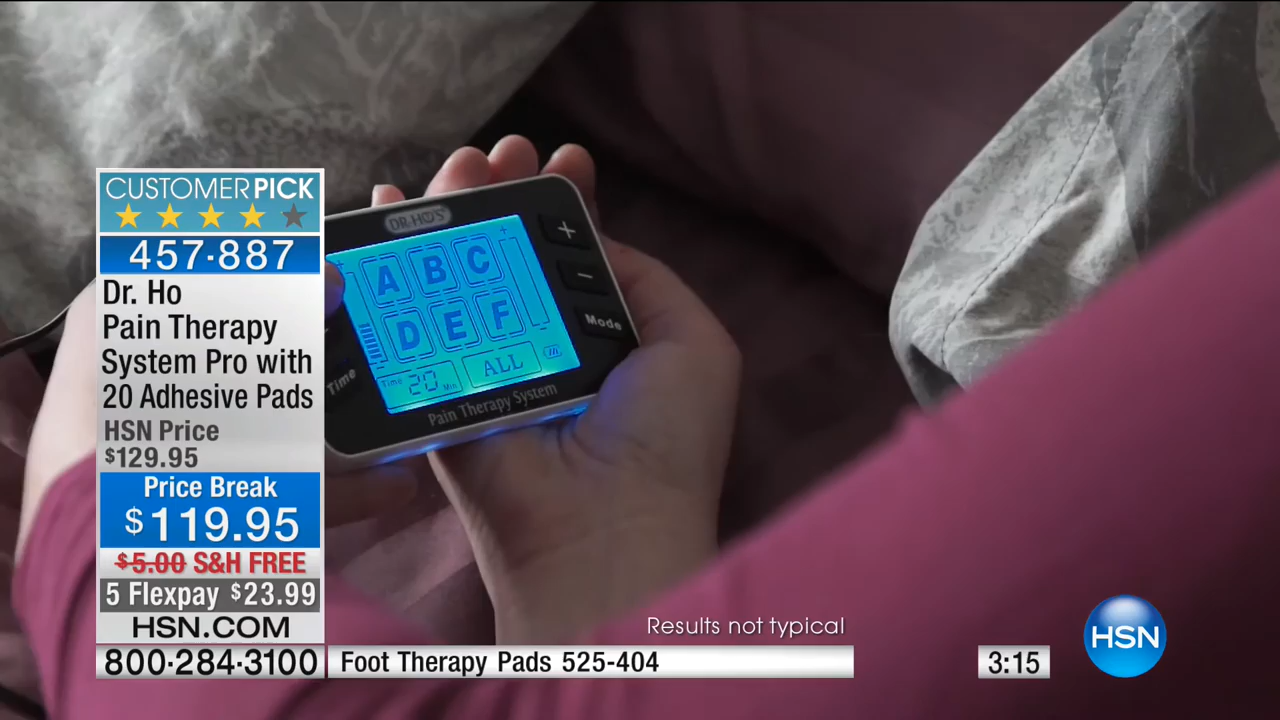 CUSTOMERPICK
457-887
Dr. Ho
Pain Therapy
System Pro with
20 Adhesive Pads
HSN Price
$129.95
Price Break
$119.95
$5.00 S&H FREE
5 Flexpay $23.99
HSN.COM
800-284-3100
Foot Therapy Pads 525-404
3:15
Results not typical
HSN
DR. HO'S
+
A B C
-
D E F
Mode
Time
Time 20 Min
ALL
Pain Therapy System